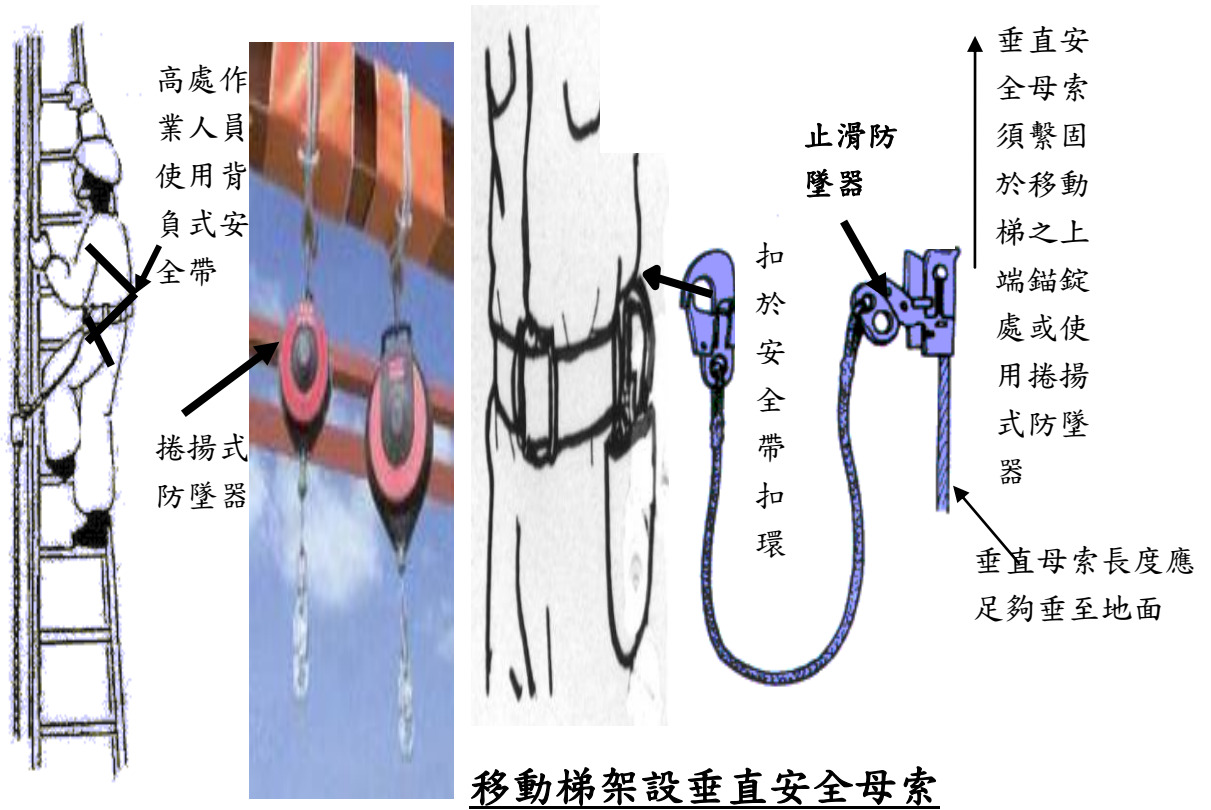 高處作
業人員
使用背
負式安
全帶
捲揚式
防墜器
扣於安全帶扣環
止滑防
墜器
垂直安
全母索
須繫固
於移動
梯之上
端錨錠
處或使
用捲揚
式防墜
器
垂直母索長度應
足夠垂至地面
移動梯架設垂直安全母索